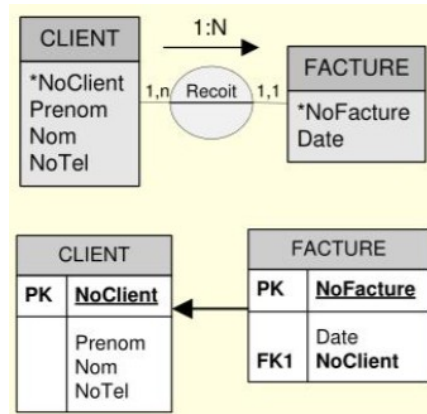 CLIENT
*NoClient
Prenom
Nom
NoTel
1:N
1,n
Recoit
1,1
FACTURE
*NoFacture
Date
CLIENT
PK NoClient
Prenom
Nom
NoTel
FACTURE
PK NoFacture
Date
FK1 NoClient